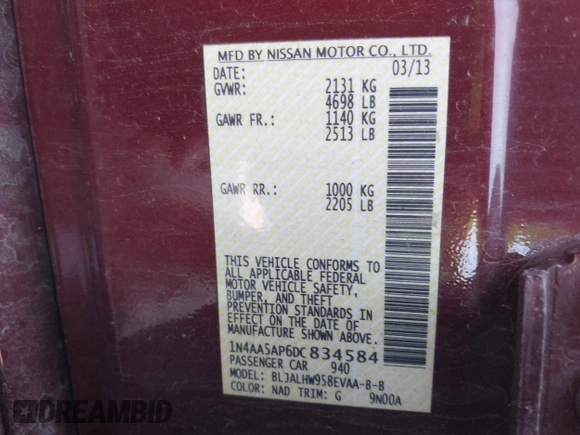 MFD BY NISSAN MOTOR CO., LTD.
DATE: 03/13
GVWR: 2131 KG
4698 LB
GAWR FR.: 1140 KG
2513 LB
GAWR RR.: 1000 KG
2205 LB
THIS VEHICLE CONFORMS TO
ALL APPLICABLE FEDERAL
MOTOR VEHICLE SAFETY,
BUMPER, AND THEFT
PREVENTION STANDARDS IN
EFFECT ON THE DATE OF
MANUFACTURE SHOWN
ABOVE.
1N4AA5AP6DC834584
PASSENGER CAR 940
MODEL: BLJALHW958EVAA-B-B
COLOR: NAD TRIM: G 9N00A
DREAMBID